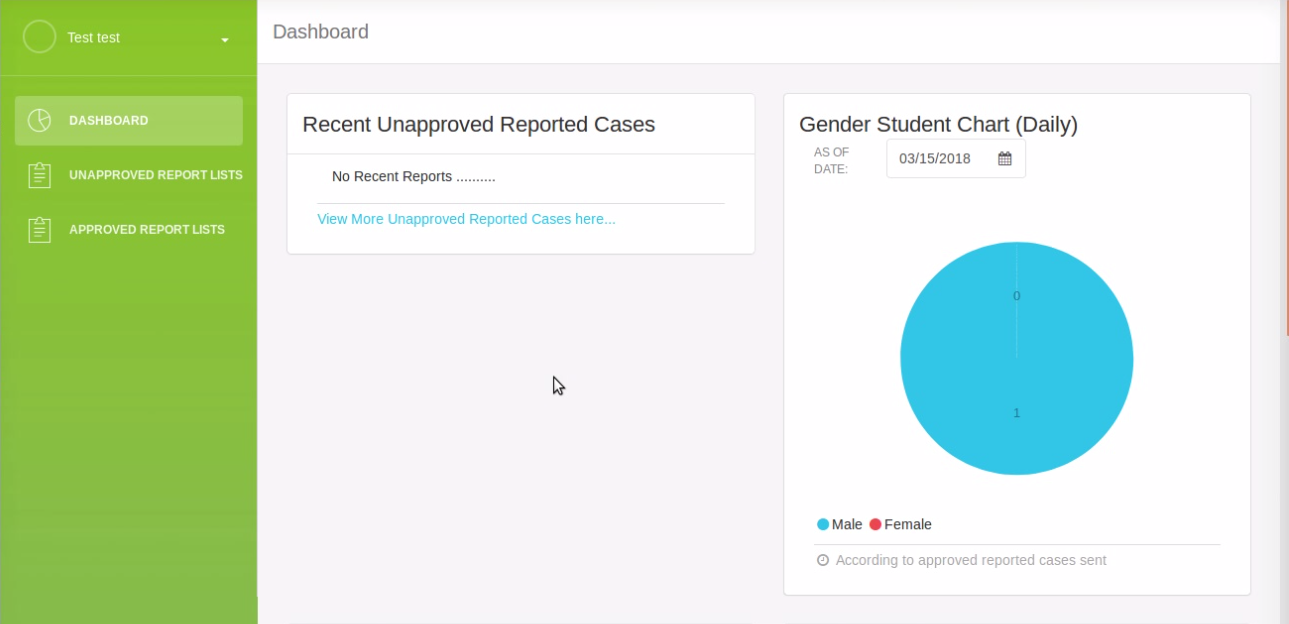 Test test
DASHBOARD
UNAPPROVED REPORT LISTS
APPROVED REPORT LISTS
Dashboard
Recent Unapproved Reported Cases
No Recent Reports ..........
View More Unapproved Reported Cases here...
Gender Student Chart (Daily)
AS OF
DATE:
03/15/2018
0
1
Male Female
According to approved reported cases sent